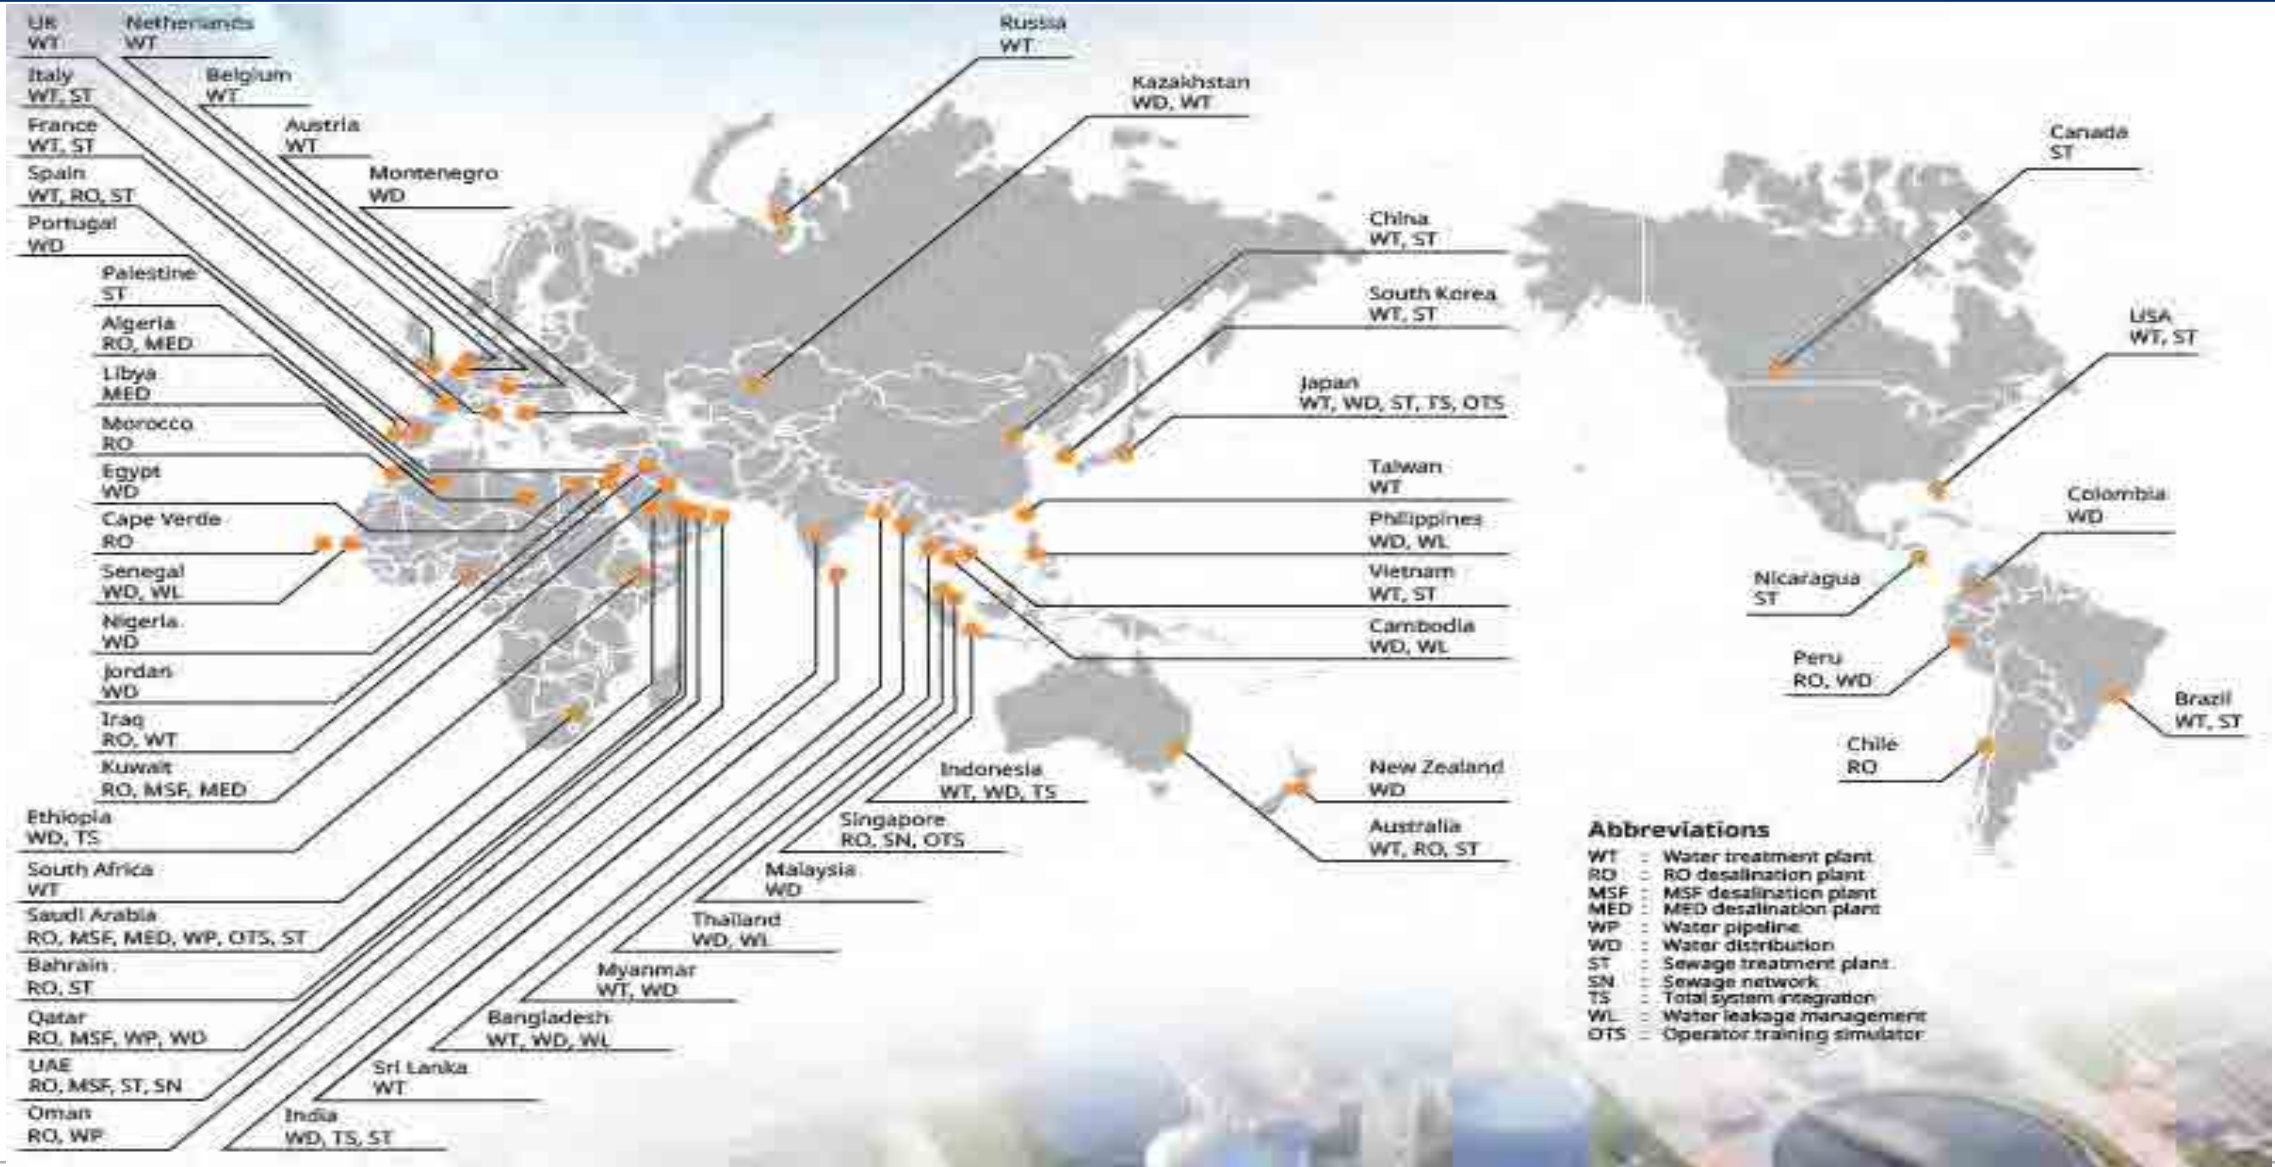 UK
WT
Netherlands
WT
Italy
WT, ST
Belgium
WT
France
WT, ST
Austria
WT
Spain
WT, RO, ST
Montenegro
WD
Portugal
WD
Palestine
ST
Algeria
RO, MED
Libya
MED
Morocco
RO
Egypt
WD
Cape Verde
RO
Senegal
WD, WL
Nigeria
WD
Jordan
WD
Iraq
RO, WT
Kuwait
RO, MSF, MED
Ethiopia
WD, TS
South Africa
WT
Saudi Arabia
RO, MSF, MED, WP, OTS, ST
Bahrain
RO, ST
Qatar
RO, MSF, WP, WD
UAE
RO, MSF, ST, SN
Oman
RO, WP
India
WD, TS, ST
Sri Lanka
WT
Bangladesh
WT, WD, WL
Myanmar
WT, WD
Thailand
WD, WL
Malaysia
WD
Singapore
RO, SN, OTS
Indonesia
WT, WD, TS
Russia
WT
Kazakhstan
WD, WT
China
WT, ST
South Korea
WT, ST
Japan
WT, WD, ST, TS, OTS
Taiwan
WT
Philippines
WD, WL
Vietnam
WT, ST
Cambodia
WD, WL
New Zealand
WD
Australia
WT, RO, ST
Canada
ST
USA
WT, ST
Colombia
WD
Nicaragua
ST
Peru
RO, WD
Brazil
WT, ST
Chile
RO
Abbreviations
WT : Water treatment plant
RO : RO desalination plant
MSF : MSF desalination plant
MED : MED desalination plant
WP : Water pipeline
WD : Water distribution
ST : Sewage treatment plant
SN : Sewage network
TS : Total system integration
WL : Water leakage management
OTS : Operator training simulator